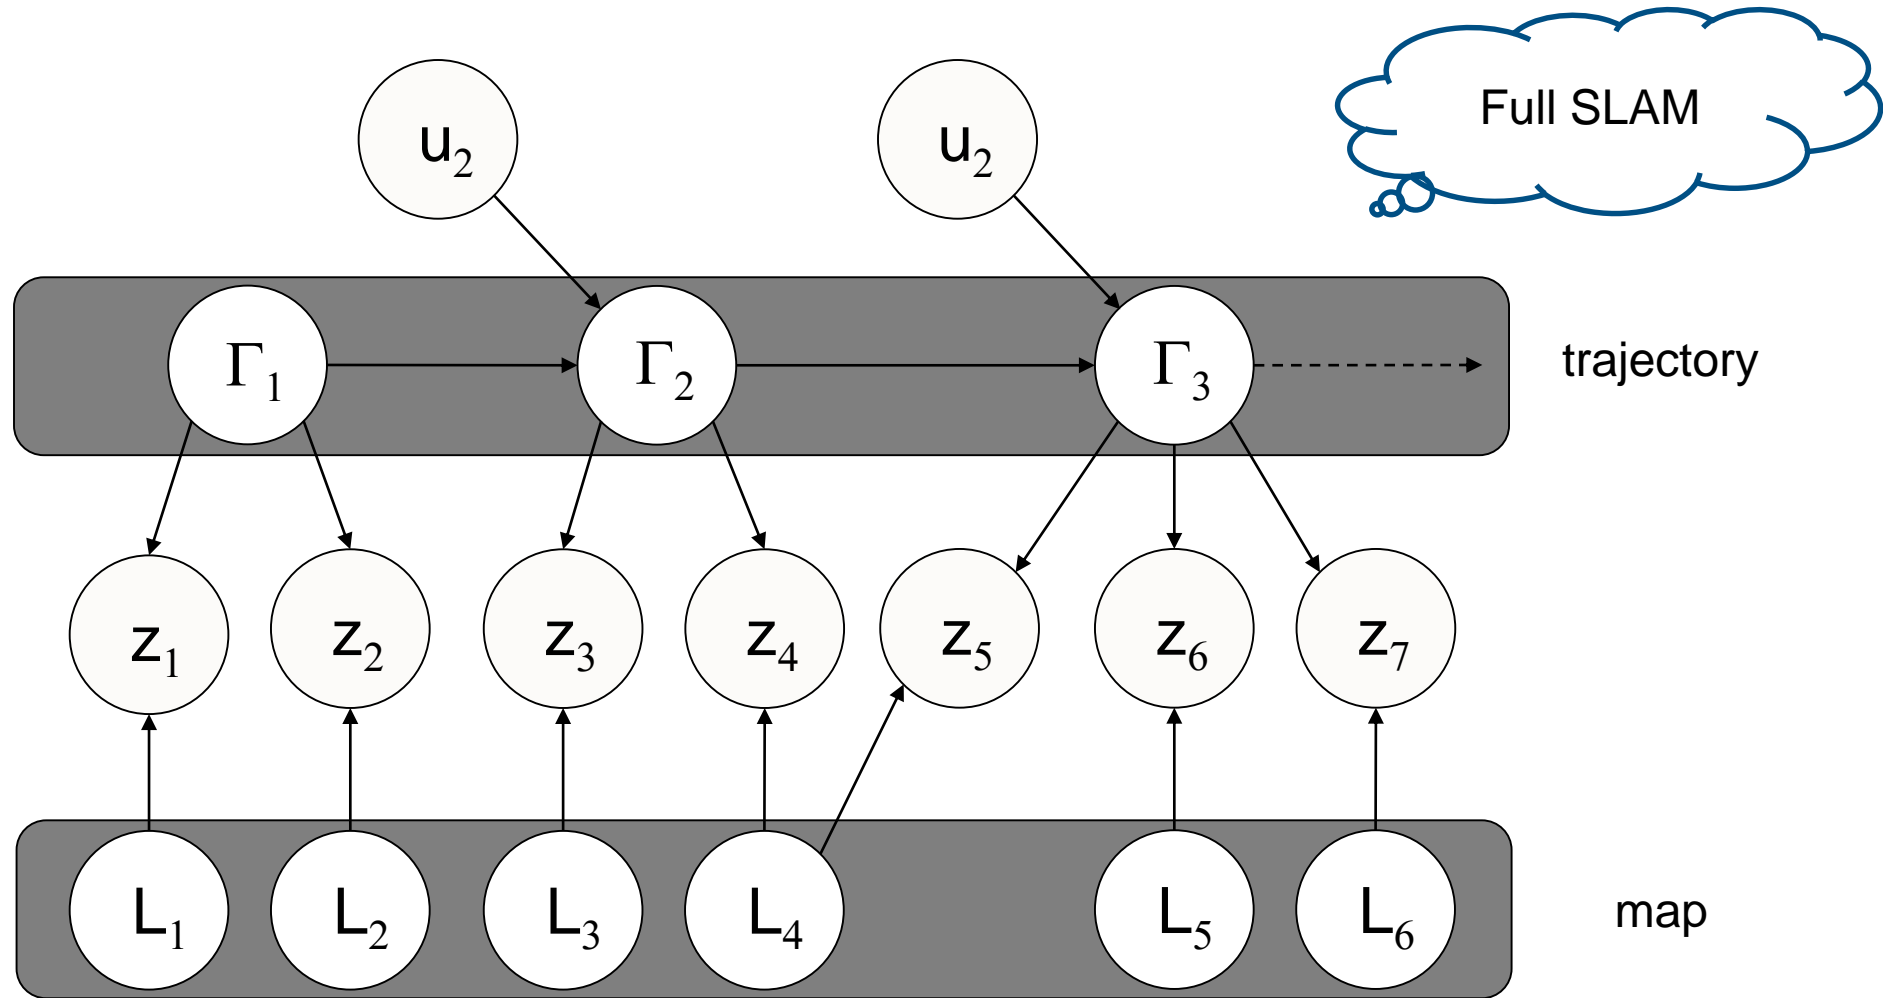 Full SLAM
u₂ u₂
Γ₁ Γ₂ Γ₃ trajectory
z₁ z₂ z₃ z₄ z₅ z₆ z₇
L₁ L₂ L₃ L₄ L₅ L₆ map